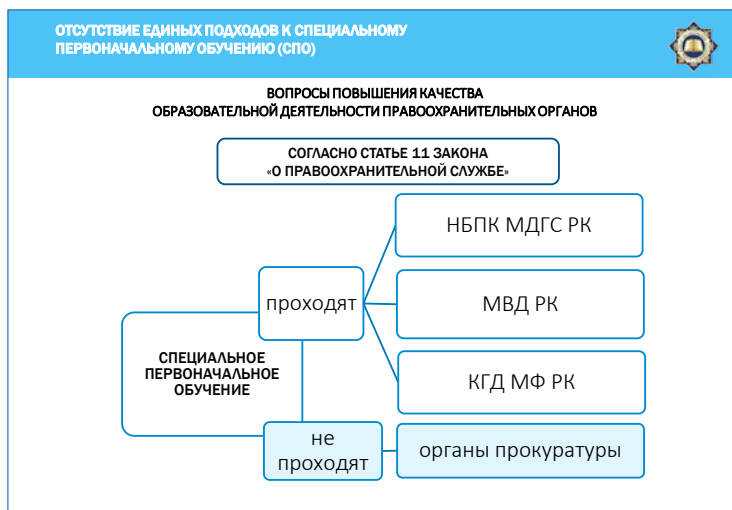 ОТСУТСТВИЕ ЕДИНЫХ ПОДХОДОВ К СПЕЦИАЛЬНОМУ
ПЕРВОНАЧАЛЬНОМУ ОБУЧЕНИЮ (СПО)
ВОПРОСЫ ПОВЫШЕНИЯ КАЧЕСТВА
ОБРАЗОВАТЕЛЬНОЙ ДЕЯТЕЛЬНОСТИ ПРАВООХРАНИТЕЛЬНЫХ ОРГАНОВ
СОГЛАСНО СТАТЬЕ 11 ЗАКОНА
«О ПРАВООХРАНИТЕЛЬНОЙ СЛУЖБЕ»
СПЕЦИАЛЬНОЕ
ПЕРВОНАЧАЛЬНОЕ
ОБУЧЕНИЕ
проходят
НБПК МДГС РК
МВД РК
КГД МФ РК
не
проходят
органы прокуратуры